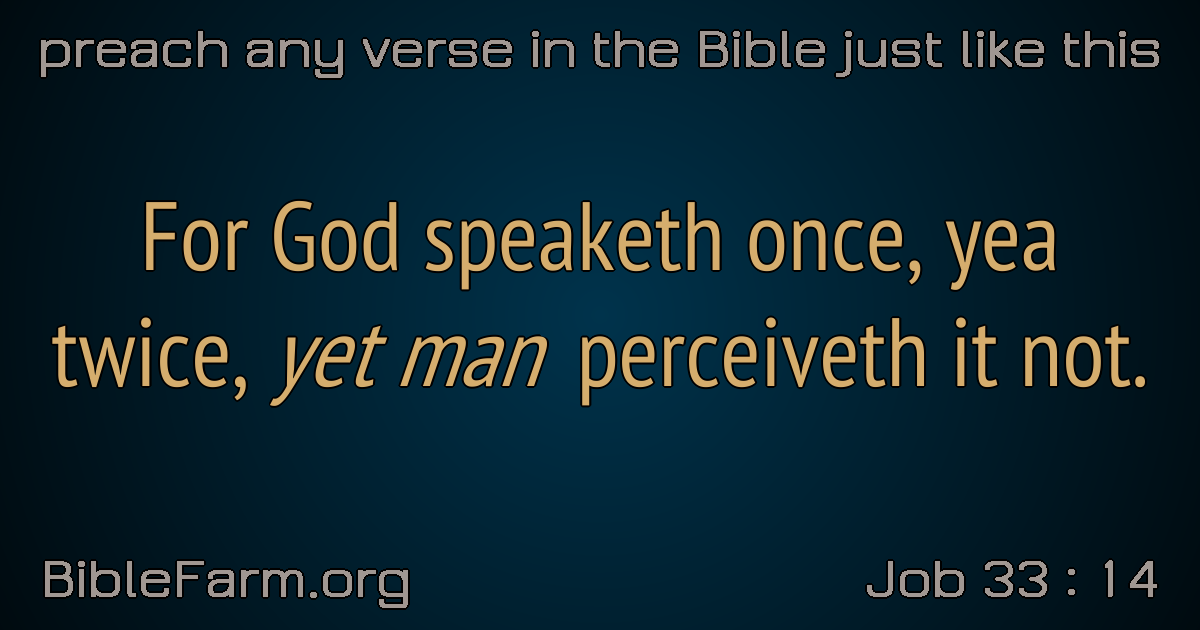 preach any verse in the Bible just like this
For God speaketh once, yea
twice, yet man perceiveth it not.
BibleFarm.org
Job 33 : 14